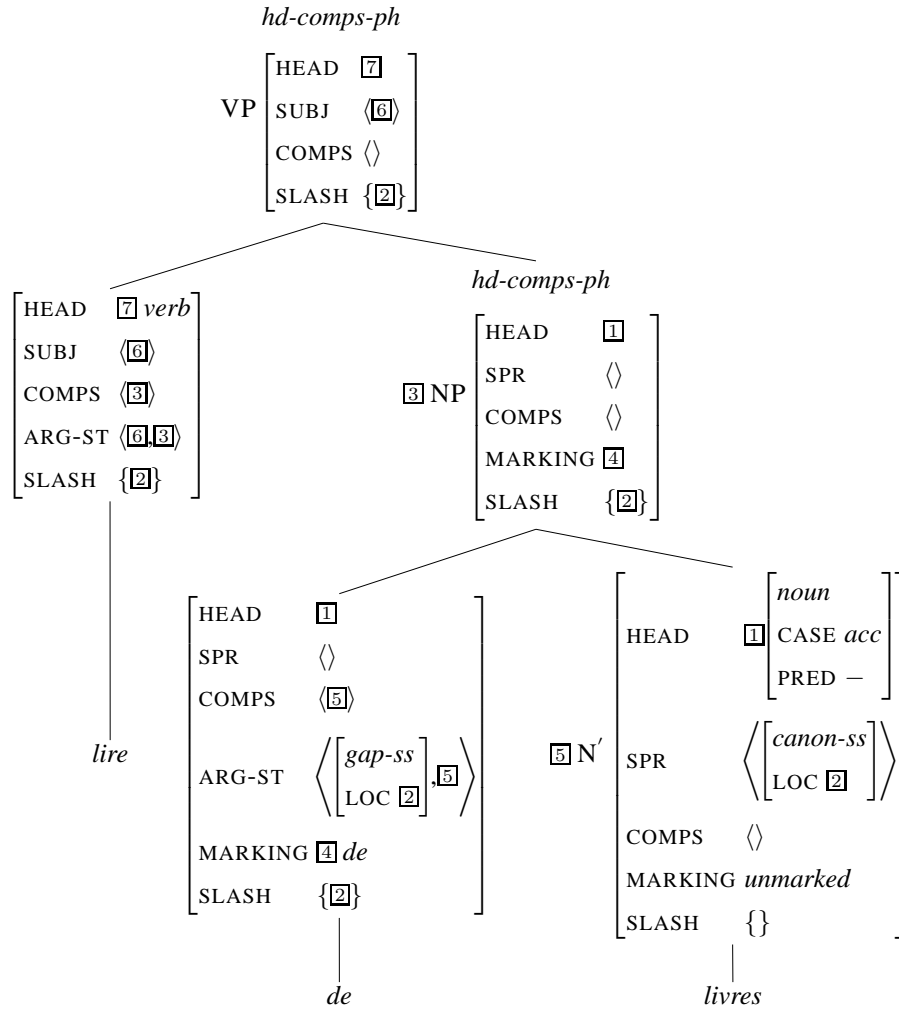 hd-comps-ph
VP [HEAD 7
SUBJ ⟨6⟩
COMPS ⟨⟩
SLASH {2}]
[HEAD 7 verb
SUBJ ⟨6⟩
COMPS ⟨3⟩
ARG-ST ⟨6,3⟩
SLASH {2}]
lire
hd-comps-ph
3 NP [HEAD 1
SPR ⟨⟩
COMPS ⟨⟩
MARKING 4
SLASH {2}]
[HEAD 1
SPR ⟨⟩
COMPS ⟨5⟩
ARG-ST ⟨[gap-ss
LOC 2],5⟩
MARKING 4 de
SLASH {2}]
de
5 N′ [HEAD 1 [noun
CASE acc
PRED −]
SPR ⟨[canon-ss
LOC 2]⟩
COMPS ⟨⟩
MARKING unmarked
SLASH {}]
livres